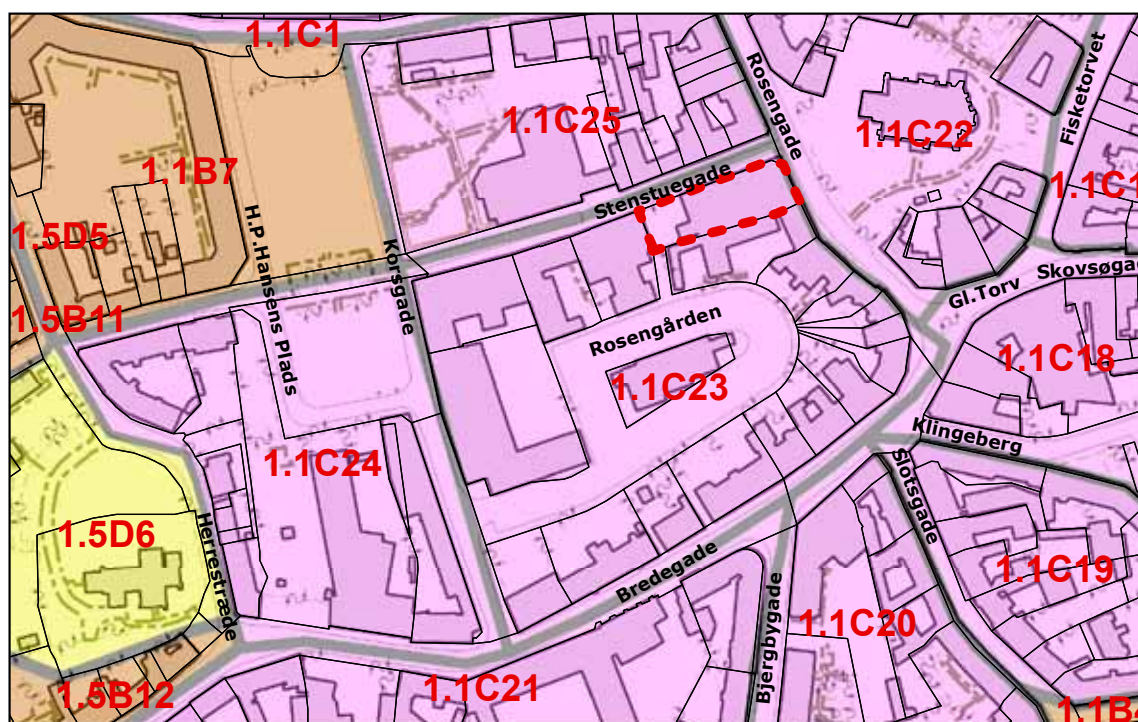 1.1C1
Rosengade
Fisketorvet
1.1C25
1.1C22
1.1B7
Stenstuegade
1.1C1
1.5D5
H.P.Hansens Plads
Korsgade
Skovsøgad
Gl.Torv
1.5B11
Rosengården
1.1C18
1.1C23
Klingeberg
1.1C24
Slotsgade
1.5D6
Herrestræde
Bredegade
1.1C19
Bjergbygade
1.1C20
1.5B12
1.1C21